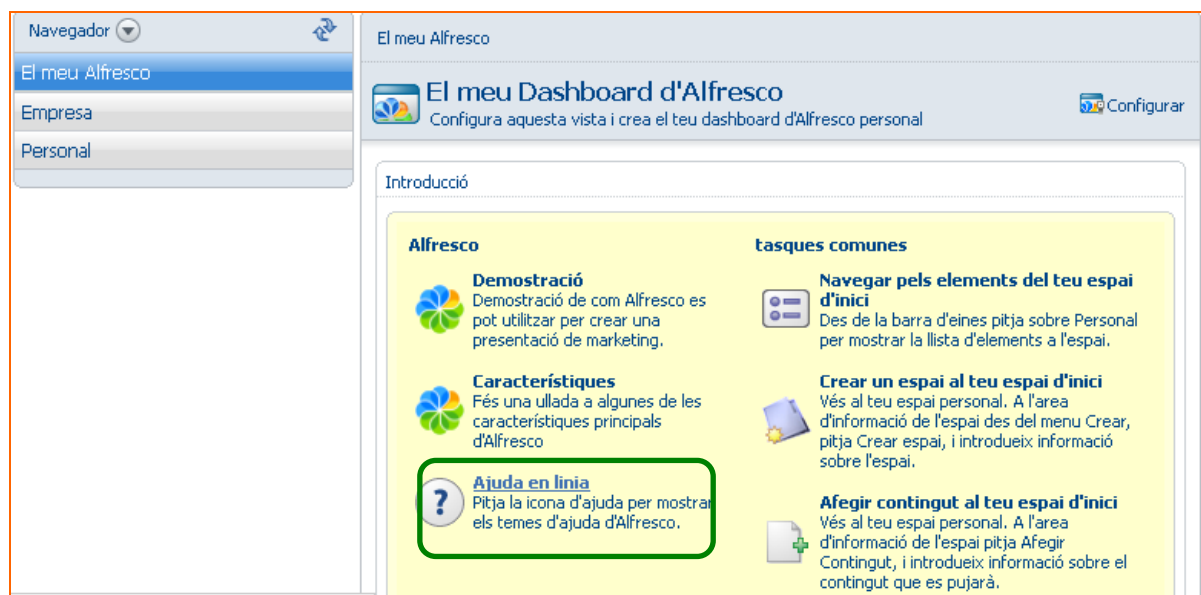 Navegador
El meu Alfresco
Empresa
Personal
El meu Alfresco
El meu Dashboard d'Alfresco
Configura aquesta vista i crea el teu dashboard d'Alfresco personal
Configurar
Introducció
Alfresco
Demostració
Demostració de com Alfresco es
pot utilitzar per crear una
presentació de marketing.
Característiques
Fés una ullada a algunes de les
característiques principals
d'Alfresco
Ajuda en linia
Pitja la icona d'ajuda per mostrar
els temes d'ajuda d'Alfresco.
tasques comunes
Navegar pels elements del teu espai
d'inici
Des de la barra d'eines pitja sobre Personal
per mostrar la llista d'elements a l'espai.
Crear un espai al teu espai d'inici
Vés al teu espai personal. A l'area
d'informació de l'espai des del menu Crear,
pitja Crear espai, i introdueix informació
sobre l'espai.
Afegir contingut al teu espai d'inici
Vés al teu espai personal. A l'area
d'informació de l'espai pitja Afegir
Contingut, i introdueix informació sobre el
contingut que es pujarà.